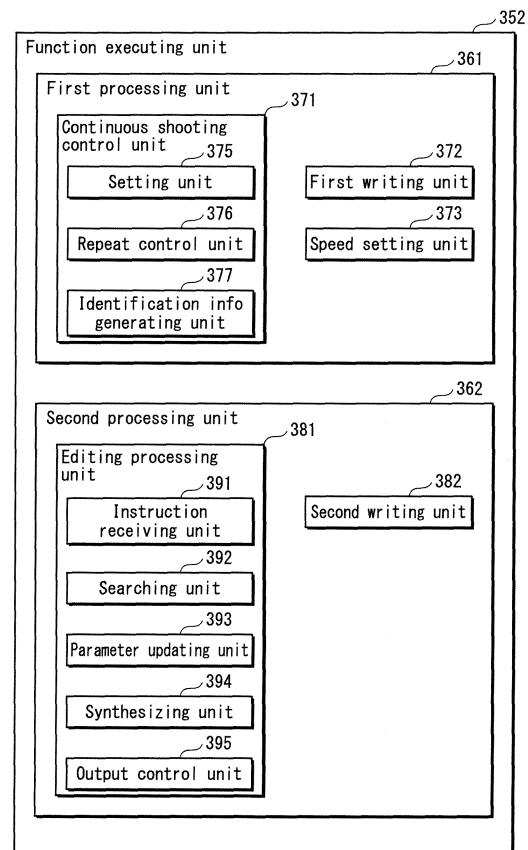 352
Function executing unit
361
First processing unit
371
Continuous shooting
control unit
375
372
Setting unit
First writing unit
376
373
Repeat control unit
Speed setting unit
377
Identification info
generating unit
362
Second processing unit
381
Editing processing
unit
391
382
Instruction
receiving unit
Second writing unit
392
Searching unit
393
Parameter updating unit
394
Synthesizing unit
395
Output control unit